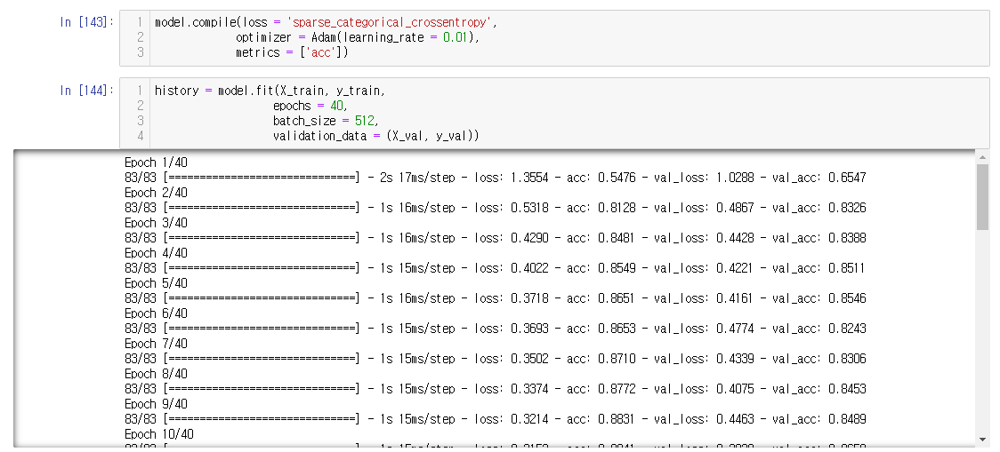 In [143]:
1 model.compile(loss = 'sparse_categorical_crossentropy',
2 optimizer = Adam(learning_rate = 0.01),
3 metrics = ['acc'])
In [144]:
1 history = model.fit(X_train, y_train,
2 epochs = 40,
3 batch_size = 512,
4 validation_data = (X_val, y_val))
Epoch 1/40
83/83 [==============================] - 2s 17ms/step - loss: 1.3554 - acc: 0.5476 - val_loss: 1.0288 - val_acc: 0.6547
Epoch 2/40
83/83 [==============================] - 1s 16ms/step - loss: 0.5318 - acc: 0.8128 - val_loss: 0.4867 - val_acc: 0.8326
Epoch 3/40
83/83 [==============================] - 1s 16ms/step - loss: 0.4290 - acc: 0.8481 - val_loss: 0.4428 - val_acc: 0.8388
Epoch 4/40
83/83 [==============================] - 1s 15ms/step - loss: 0.4022 - acc: 0.8549 - val_loss: 0.4221 - val_acc: 0.8511
Epoch 5/40
83/83 [==============================] - 1s 16ms/step - loss: 0.3718 - acc: 0.8651 - val_loss: 0.4161 - val_acc: 0.8546
Epoch 6/40
83/83 [==============================] - 1s 15ms/step - loss: 0.3693 - acc: 0.8653 - val_loss: 0.4774 - val_acc: 0.8243
Epoch 7/40
83/83 [==============================] - 1s 15ms/step - loss: 0.3502 - acc: 0.8710 - val_loss: 0.4339 - val_acc: 0.8306
Epoch 8/40
83/83 [==============================] - 1s 15ms/step - loss: 0.3374 - acc: 0.8772 - val_loss: 0.4075 - val_acc: 0.8453
Epoch 9/40
83/83 [==============================] - 1s 15ms/step - loss: 0.3214 - acc: 0.8831 - val_loss: 0.4463 - val_acc: 0.8489
Epoch 10/40